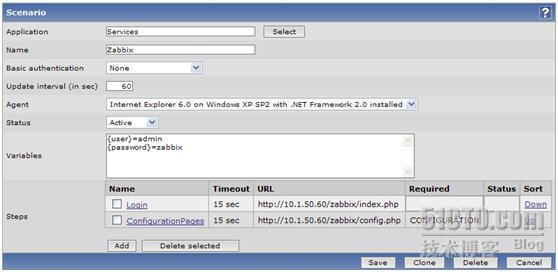 Scenario ?
Application Services Select
Name Zabbix
Basic authentication None
Update interval (in sec) 60
Agent Internet Explorer 6.0 on Windows XP SP2 with .NET Framework 2.0 installed
Status Active
Variables {user}=admin
{password}=zabbix
Name Timeout URL Required Status Sort
Steps
Login 15 sec http://10.1.50.60/zabbix/index.php Down
ConfigurationPages 15 sec http://10.1.50.60/zabbix/config.php CONFIGURATION Up
Add Delete selected
Save Clone Delete Cancel
51CTO.com
技术博客 Blog